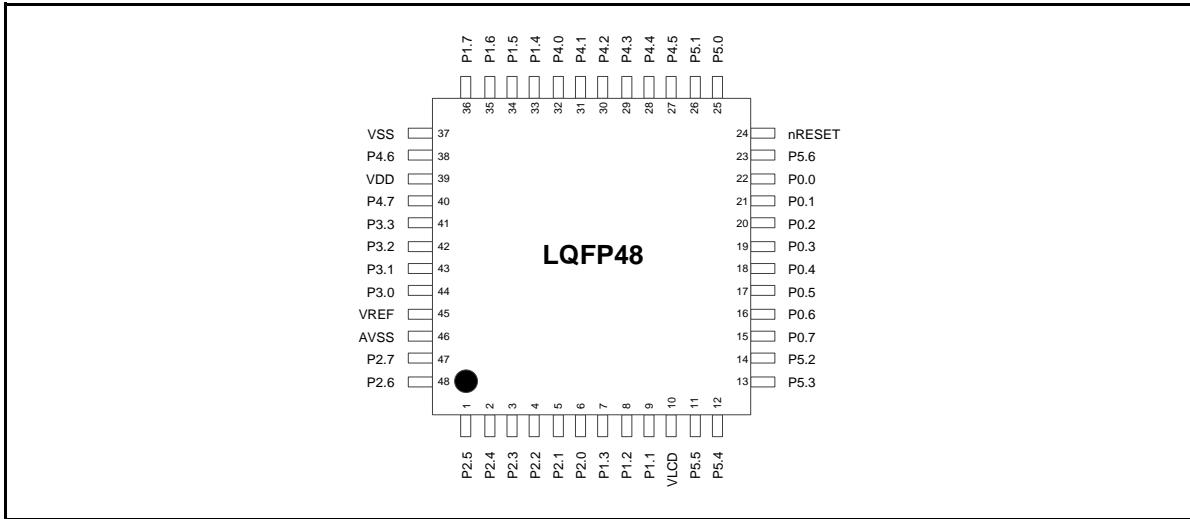 P1.7 P1.6 P1.5 P1.4 P4.0 P4.1 P4.2 P4.3 P4.4 P4.5 P5.1 P5.0
36 35 34 33 32 31 30 29 28 27 26 25
VSS 37 24 nRESET
P4.6 38 23 P5.6
VDD 39 22 P0.0
P4.7 40 21 P0.1
P3.3 41 20 P0.2
P3.2 42 19 P0.3
LQFP48
P3.1 43 18 P0.4
P3.0 44 17 P0.5
VREF 45 16 P0.6
AVSS 46 15 P0.7
P2.7 47 14 P5.2
P2.6 48 13 P5.3
1 2 3 4 5 6 7 8 9 10 11 12
P2.5 P2.4 P2.3 P2.2 P2.1 P2.0 P1.3 P1.2 P1.1 VLCD P5.5 P5.4